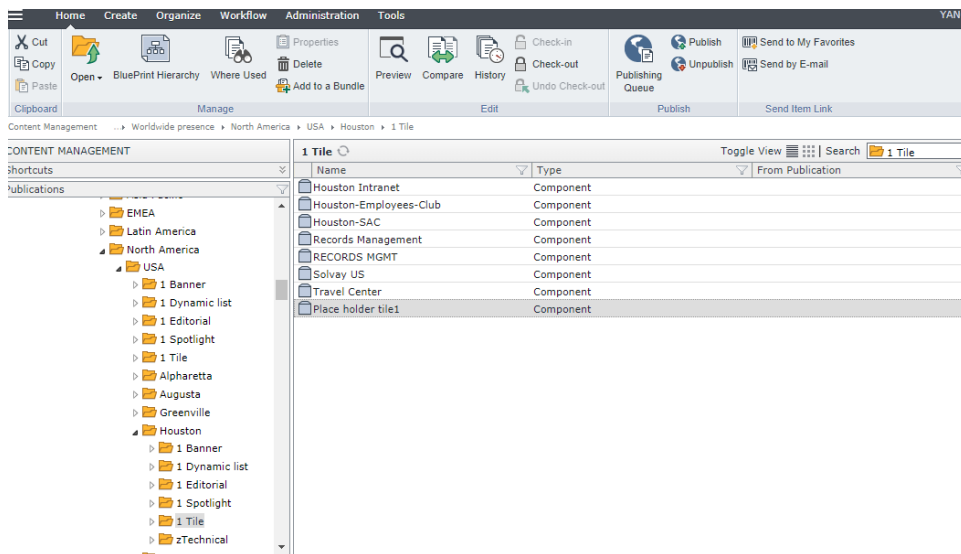 Home Create Organize Workflow Administration Tools YAN
Cut Copy Paste
Open BluePrint Hierarchy Where Used
Properties
Delete
Add to a Bundle
Preview Compare History
Check-in
Check-out
Undo Check-out
Publishing Queue
Publish
Unpublish
Send to My Favorites
Send by E-mail
Clipboard Manage Edit Publish Send Item Link
Content Management ... Worldwide presence North America USA Houston 1 Tile
CONTENT MANAGEMENT
Shortcuts
Publications
EMEA
Latin America
North America
USA
1 Banner
1 Dynamic list
1 Editorial
1 Spotlight
1 Tile
Alpharetta
Augusta
Greenville
Houston
1 Banner
1 Dynamic list
1 Editorial
1 Spotlight
1 Tile
zTechnical
1 Tile Toggle View | Search 1 Tile
Name Type From Publication
Houston Intranet Component
Houston-Employees-Club Component
Houston-SAC Component
Records Management Component
RECORDS MGMT Component
Solvay US Component
Travel Center Component
Place holder tile1 Component